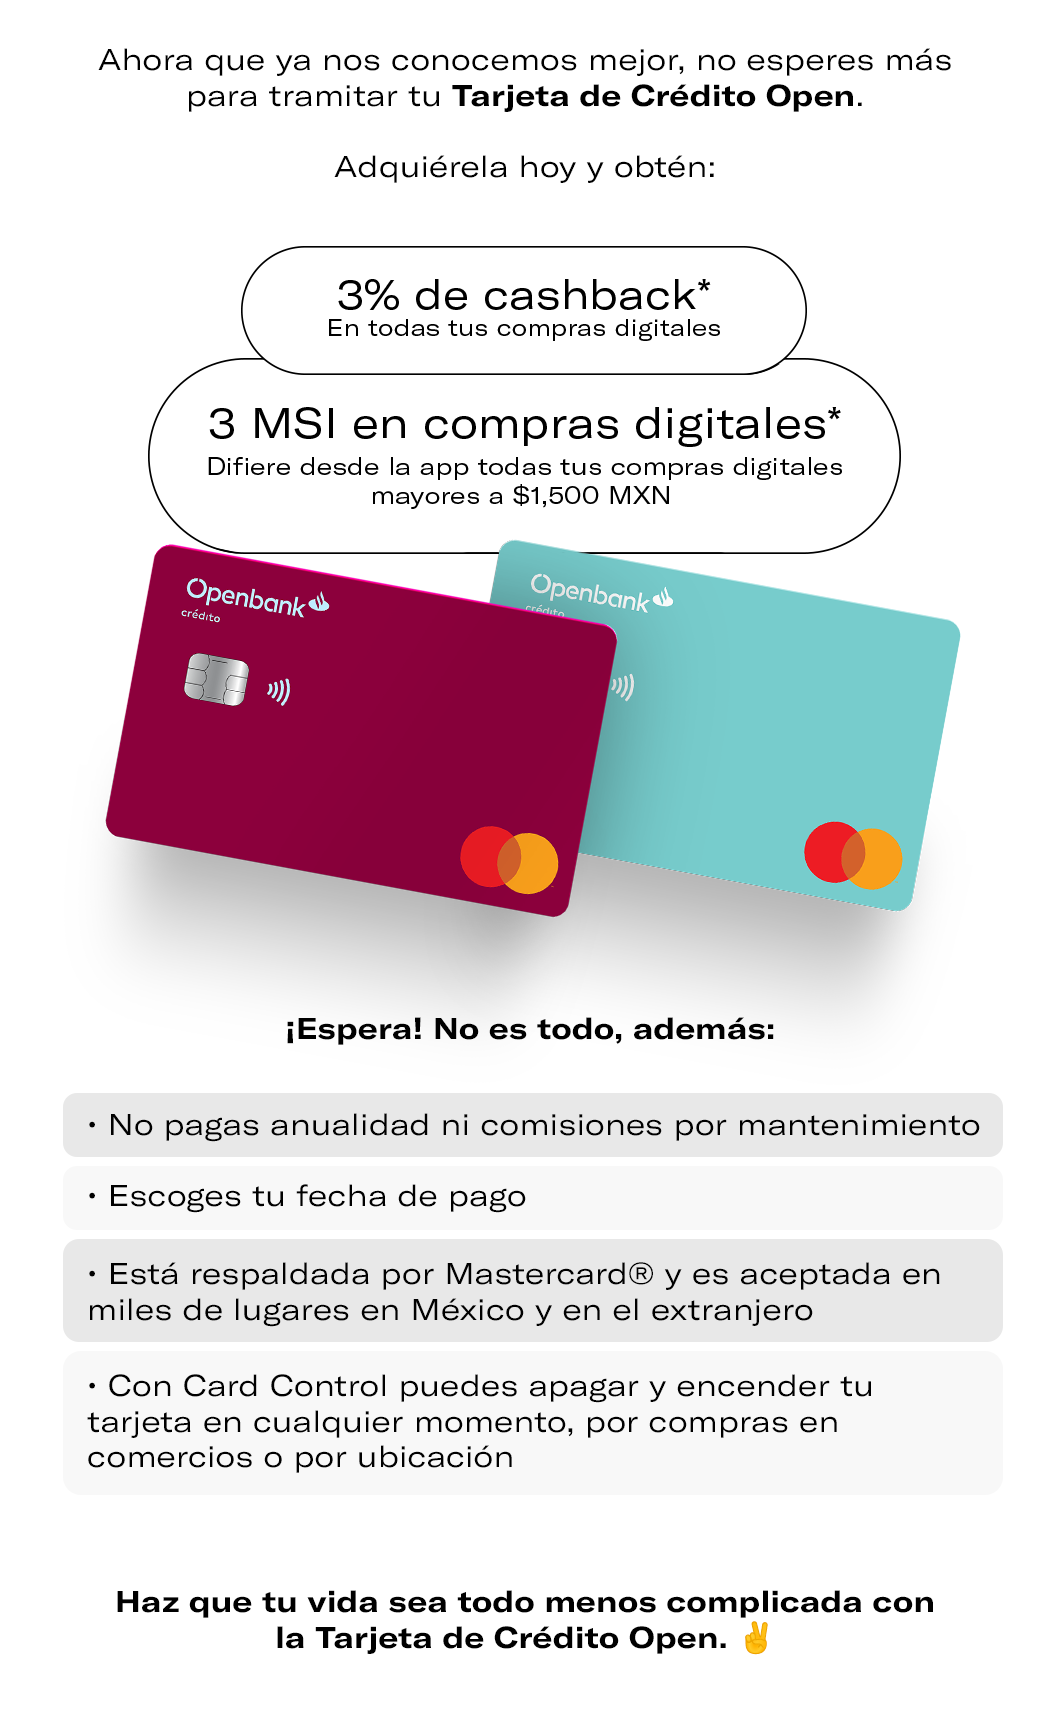 Ahora que ya nos conocemos mejor, no esperes más
para tramitar tu Tarjeta de Crédito Open.
Adquiérela hoy y obtén:
3% de cashback*
En todas tus compras digitales
3 MSI en compras digitales*
Difiere desde la app todas tus compras digitales
mayores a $1,500 MXN
Openbank
crédito
Openbank
crédito
¡Espera! No es todo, además:
• No pagas anualidad ni comisiones por mantenimiento
• Escoges tu fecha de pago
• Está respaldada por Mastercard® y es aceptada en
miles de lugares en México y en el extranjero
• Con Card Control puedes apagar y encender tu
tarjeta en cualquier momento, por compras en
comercios o por ubicación
Haz que tu vida sea todo menos complicada con
la Tarjeta de Crédito Open. ✌️